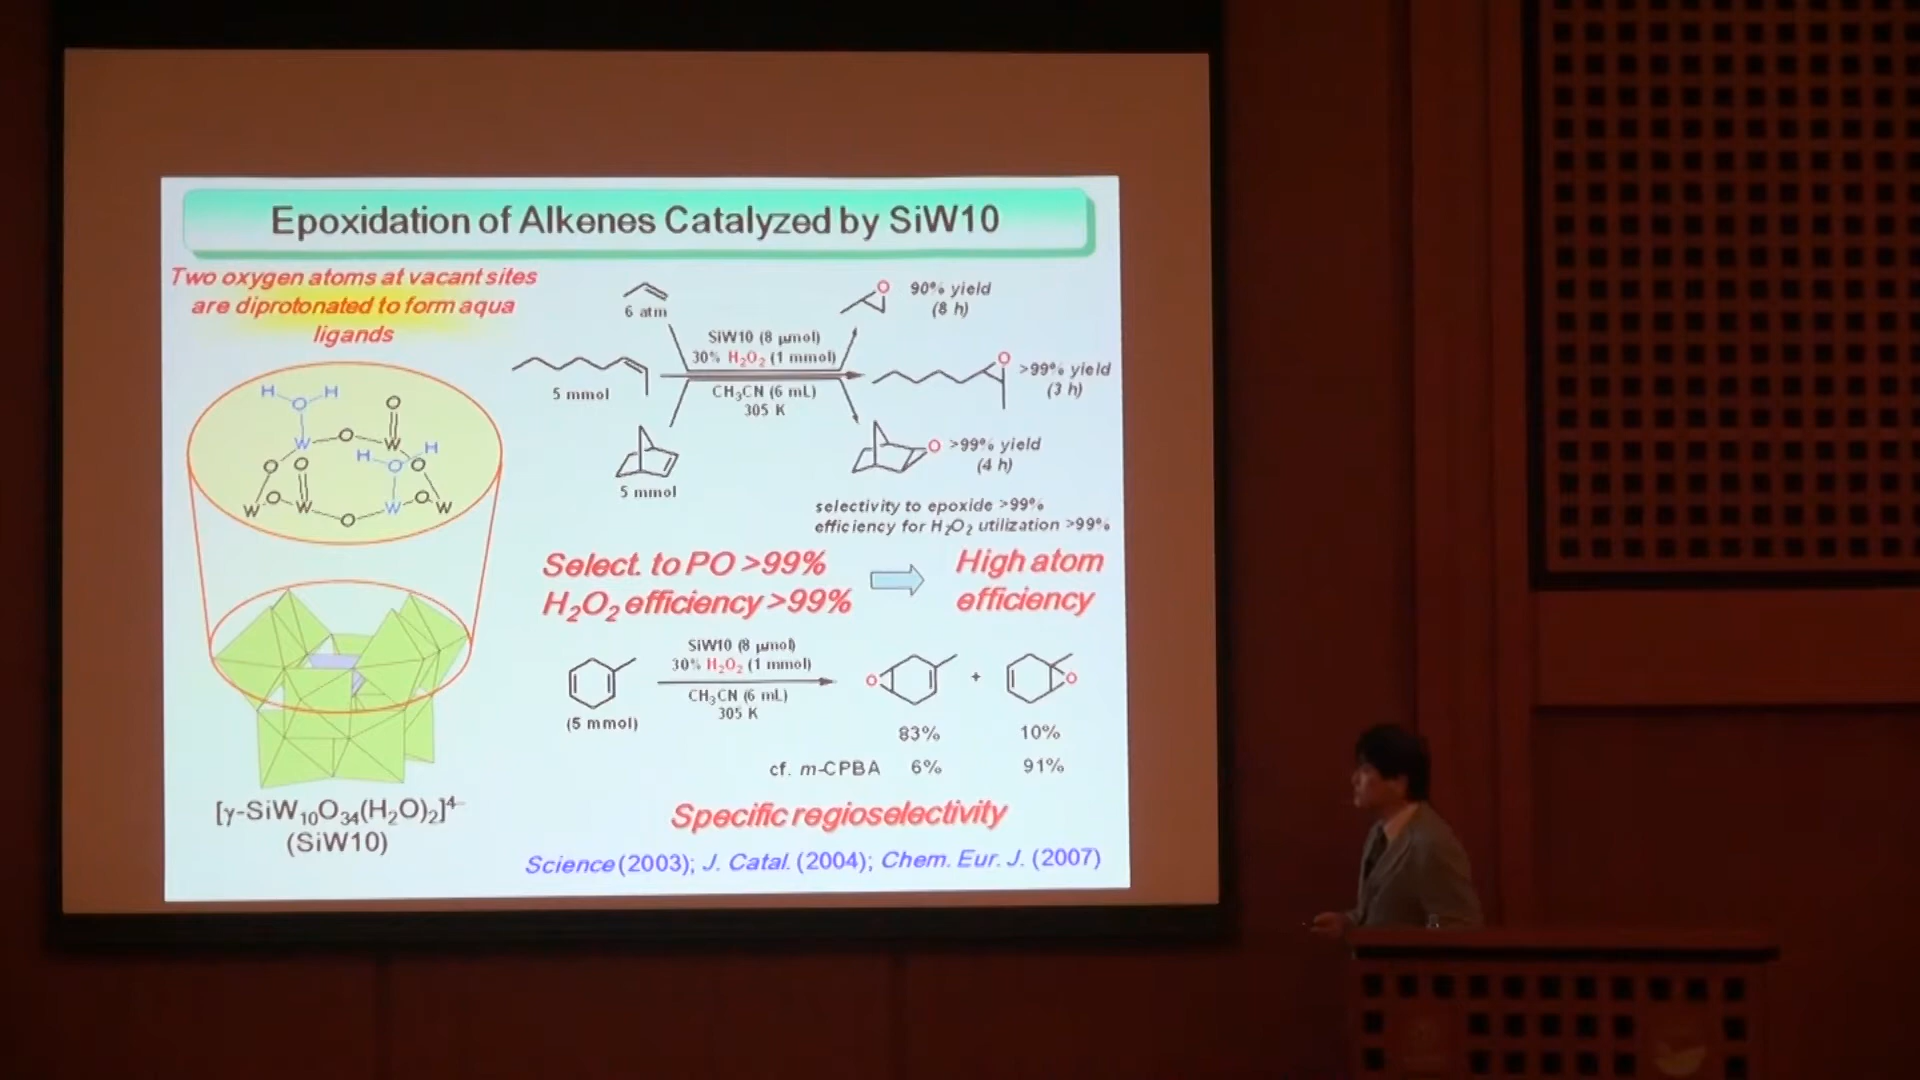 Epoxidation of Alkenes Catalyzed by SiW10
Two oxygen atoms at vacant sites
are diprotonated to form aqua
ligands
H H
O
O
W O W
H
H O O
O O
O O
W W W W
O
[γ-SiW₁₀O₃₄(H₂O)₂]⁴⁻
(SiW10)
6 atm
5 mmol
5 mmol
SiW10 (8 μmol)
30% H₂O₂ (1 mmol)
CH₃CN (6 mL)
305 K
O
90% yield
(8 h)
O
>99% yield
(3 h)
O
>99% yield
(4 h)
selectivity to epoxide >99%
efficiency for H₂O₂ utilization >99%
Select. to PO >99%
H₂O₂ efficiency >99%
High atom
efficiency
(5 mmol)
SiW10 (8 μmol)
30% H₂O₂ (1 mmol)
CH₃CN (6 mL)
305 K
O + O
83% 10%
cf. m-CPBA 6% 91%
Specific regioselectivity
Science (2003); J. Catal. (2004); Chem. Eur. J. (2007)